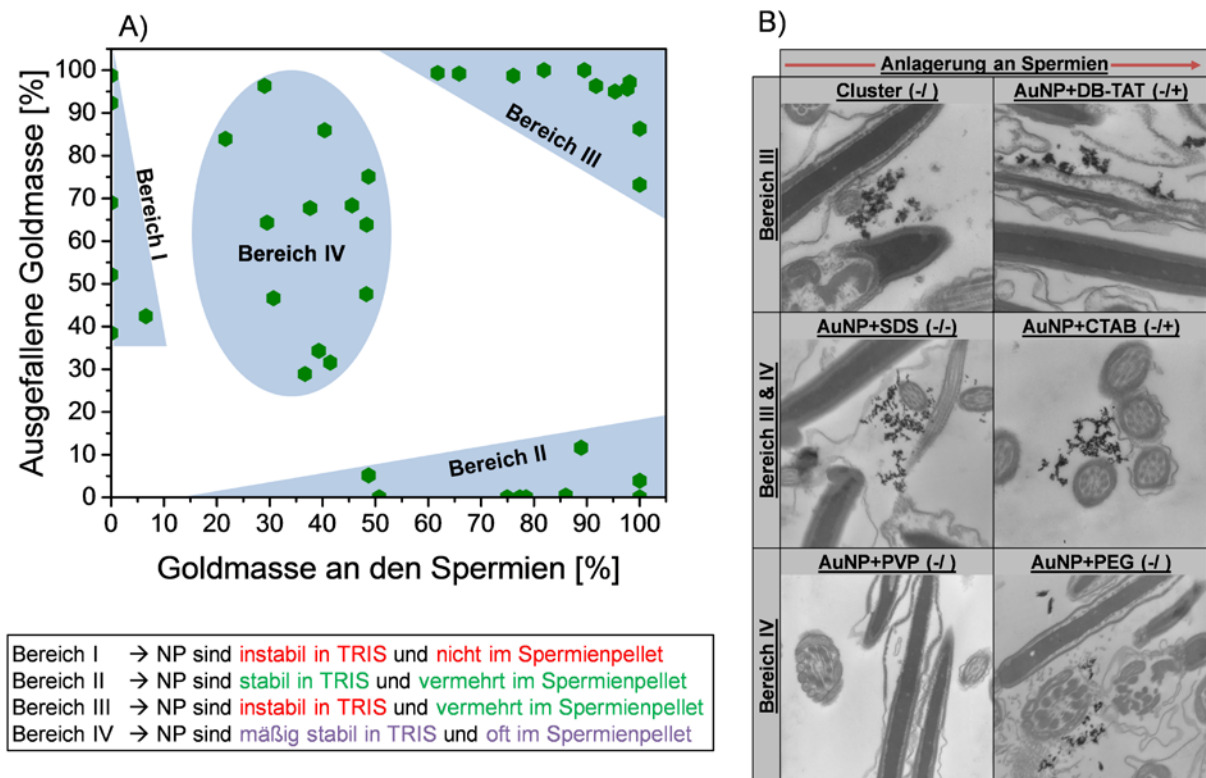 A)
Ausgefallene Goldmasse [%]
100
90
80
70
60
50
40
30
20
10
0
Bereich I
Bereich IV
Bereich III
Bereich II
0 10 20 30 40 50 60 70 80 90 100
Goldmasse an den Spermien [%]
Bereich I → NP sind instabil in TRIS und nicht im Spermienpellet
Bereich II → NP sind stabil in TRIS und vermehrt im Spermienpellet
Bereich III → NP sind instabil in TRIS und vermehrt im Spermienpellet
Bereich IV → NP sind mäßig stabil in TRIS und oft im Spermienpellet
B)
Anlagerung an Spermien
Cluster (-/ ) AuNP+DB-TAT (-/+)
Bereich III
AuNP+SDS (-/-) AuNP+CTAB (-/+)
Bereich III & IV
AuNP+PVP (-/ ) AuNP+PEG (-/ )
Bereich IV